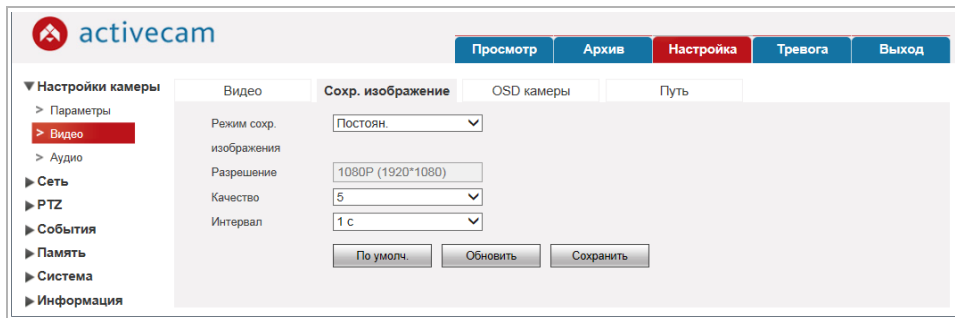 activecam
Просмотр Архив Настройка Тревога Выход
Настройки камеры
> Параметры
> Видео
> Аудио
Сеть
PTZ
События
Память
Система
Информация
Видео Сохр. изображение OSD камеры Путь
Режим сохр. Постоян.
изображения
Разрешение 1080P (1920*1080)
Качество 5
Интервал 1 с
По умолч. Обновить Сохранить